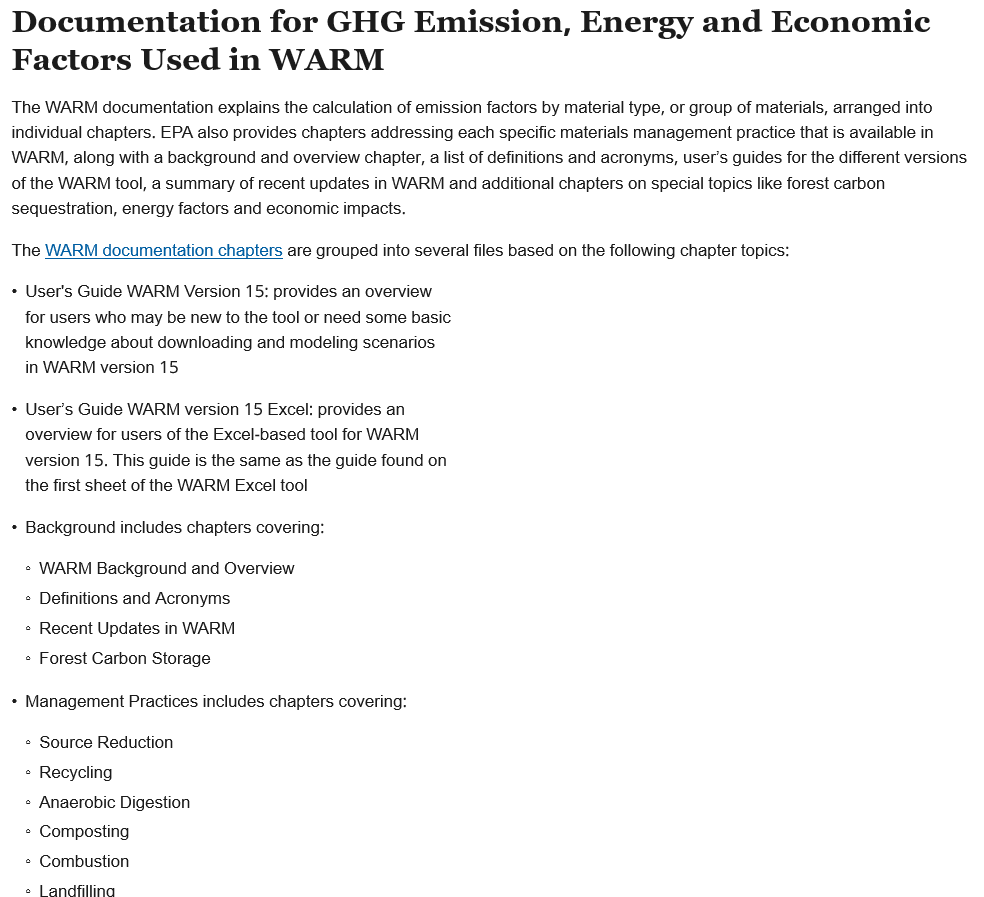 Documentation for GHG Emission, Energy and Economic
Factors Used in WARM
The WARM documentation explains the calculation of emission factors by material type, or group of materials, arranged into
individual chapters. EPA also provides chapters addressing each specific materials management practice that is available in
WARM, along with a background and overview chapter, a list of definitions and acronyms, user’s guides for the different versions
of the WARM tool, a summary of recent updates in WARM and additional chapters on special topics like forest carbon
sequestration, energy factors and economic impacts.
The WARM documentation chapters are grouped into several files based on the following chapter topics:
• User's Guide WARM Version 15: provides an overview
for users who may be new to the tool or need some basic
knowledge about downloading and modeling scenarios
in WARM version 15
• User’s Guide WARM version 15 Excel: provides an
overview for users of the Excel-based tool for WARM
version 15. This guide is the same as the guide found on
the first sheet of the WARM Excel tool
• Background includes chapters covering:
◦ WARM Background and Overview
◦ Definitions and Acronyms
◦ Recent Updates in WARM
◦ Forest Carbon Storage
• Management Practices includes chapters covering:
◦ Source Reduction
◦ Recycling
◦ Anaerobic Digestion
◦ Composting
◦ Combustion
◦ Landfilling